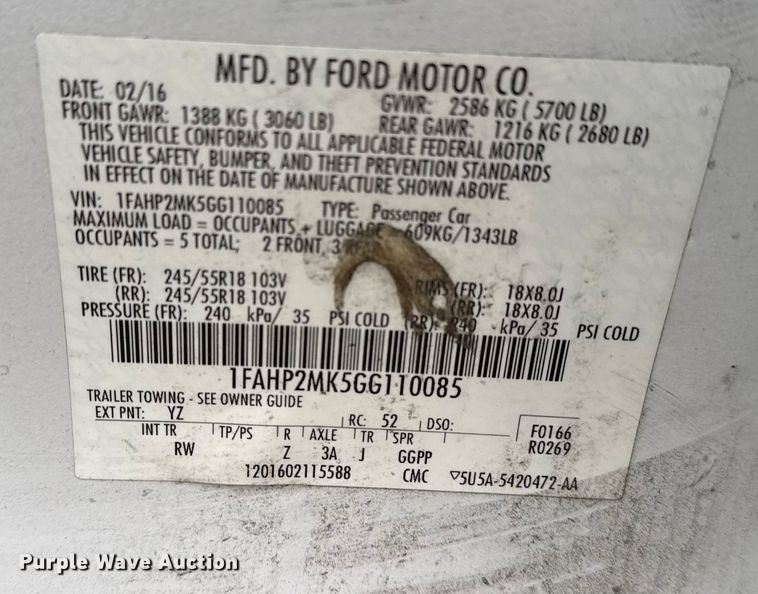 MFD. BY FORD MOTOR CO.
DATE: 02/16 GVWR: 2586 KG ( 5700 LB)
FRONT GAWR: 1388 KG ( 3060 LB) REAR GAWR: 1216 KG ( 2680 LB)
THIS VEHICLE CONFORMS TO ALL APPLICABLE FEDERAL MOTOR
VEHICLE SAFETY, BUMPER, AND THEFT PREVENTION STANDARDS
IN EFFECT ON THE DATE OF MANUFACTURE SHOWN ABOVE.
VIN: 1FAHP2MK5GG110085 TYPE: Passenger Car
MAXIMUM LOAD = OCCUPANTS + LUGGAGE = 609KG/1343LB
OCCUPANTS = 5 TOTAL; 2 FRONT, 3 REAR
TIRE (FR): 245/55R18 103V RIMS (FR): 18X8.0J
(RR): 245/55R18 103V (RR): 18X8.0J
PRESSURE (FR): 240 kPa/ 35 PSI COLD (RR): 240 kPa/ 35 PSI COLD
1FAHP2MK5GG110085
TRAILER TOWING - SEE OWNER GUIDE
EXT PNT: YZ RC: 52 DSO: F0166
INT TR TP/PS R AXLE TR SPR R0269
RW Z 3A J GGPP
1201602115588 CMC ▽5U5A-5420472-AA
Purple Wave Auction